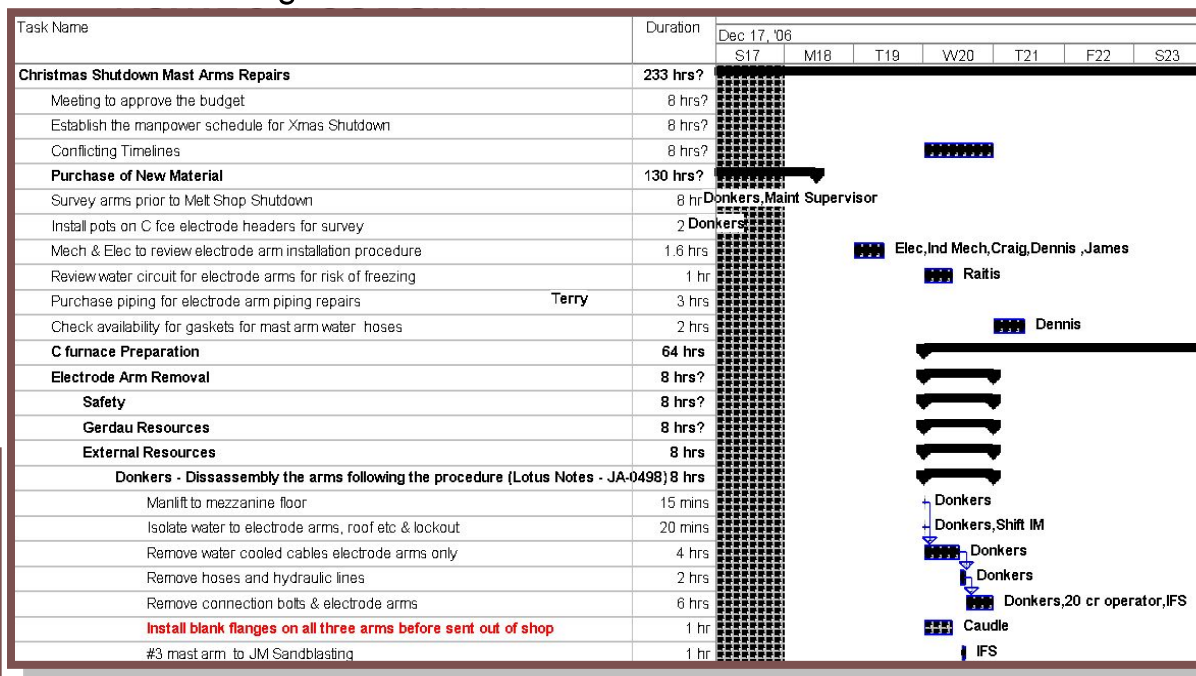 Task Name Duration Dec 17, '06
S17 M18 T19 W20 T21 F22 S23
Christmas Shutdown Mast Arms Repairs 233 hrs?
Meeting to approve the budget 8 hrs?
Establish the manpower schedule for Xmas Shutdown 8 hrs?
Conflicting Timelines 8 hrs?
Purchase of New Material 130 hrs?
Survey arms prior to Melt Shop Shutdown 8 hr Donkers,Maint Supervisor
Install pots on C fce electrode headers for survey 2 Donkers
Mech & Elec to review electrode arm installation procedure 1.6 hrs Elec,Ind Mech,Craig,Dennis ,James
Review water circuit for electrode arms for risk of freezing 1 hr Raitis
Purchase piping for electrode arm piping repairs Terry 3 hrs
Check availability for gaskets for mast arm water hoses 2 hrs Dennis
C furnace Preparation 64 hrs
Electrode Arm Removal 8 hrs?
Safety 8 hrs?
Gerdau Resources 8 hrs?
External Resources 8 hrs
Donkers - Dissassembly the arms following the procedure (Lotus Notes - JA-0498) 8 hrs
Manlift to mezzanine floor 15 mins Donkers
Isolate water to electrode arms, roof etc & lockout 20 mins Donkers,Shift IM
Remove water cooled cables electrode arms only 4 hrs Donkers
Remove hoses and hydraulic lines 2 hrs Donkers
Remove connection bolts & electrode arms 6 hrs Donkers,20 cr operator,IFS
Install blank flanges on all three arms before sent out of shop 1 hr Caudle
#3 mast arm to JM Sandblasting 1 hr IFS